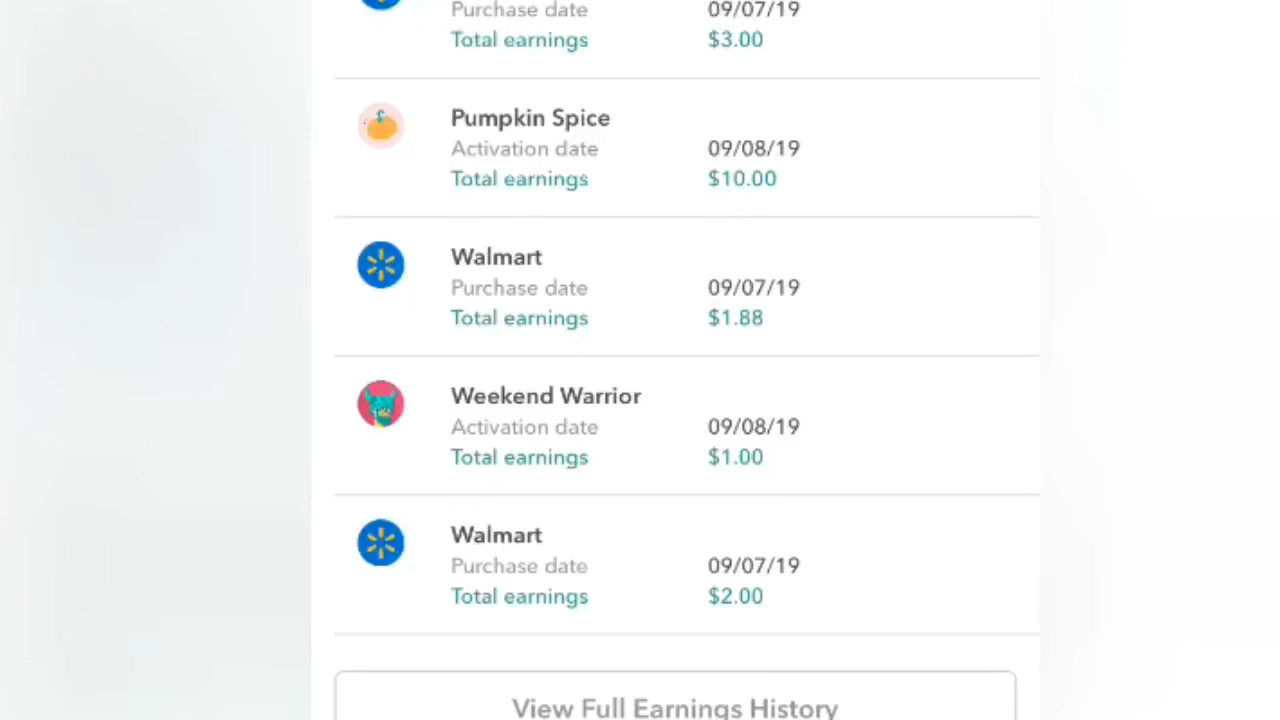 Purchase date 09/07/19
Total earnings $3.00
Pumpkin Spice
Activation date 09/08/19
Total earnings $10.00
Walmart
Purchase date 09/07/19
Total earnings $1.88
Weekend Warrior
Activation date 09/08/19
Total earnings $1.00
Walmart
Purchase date 09/07/19
Total earnings $2.00
View Full Earnings History